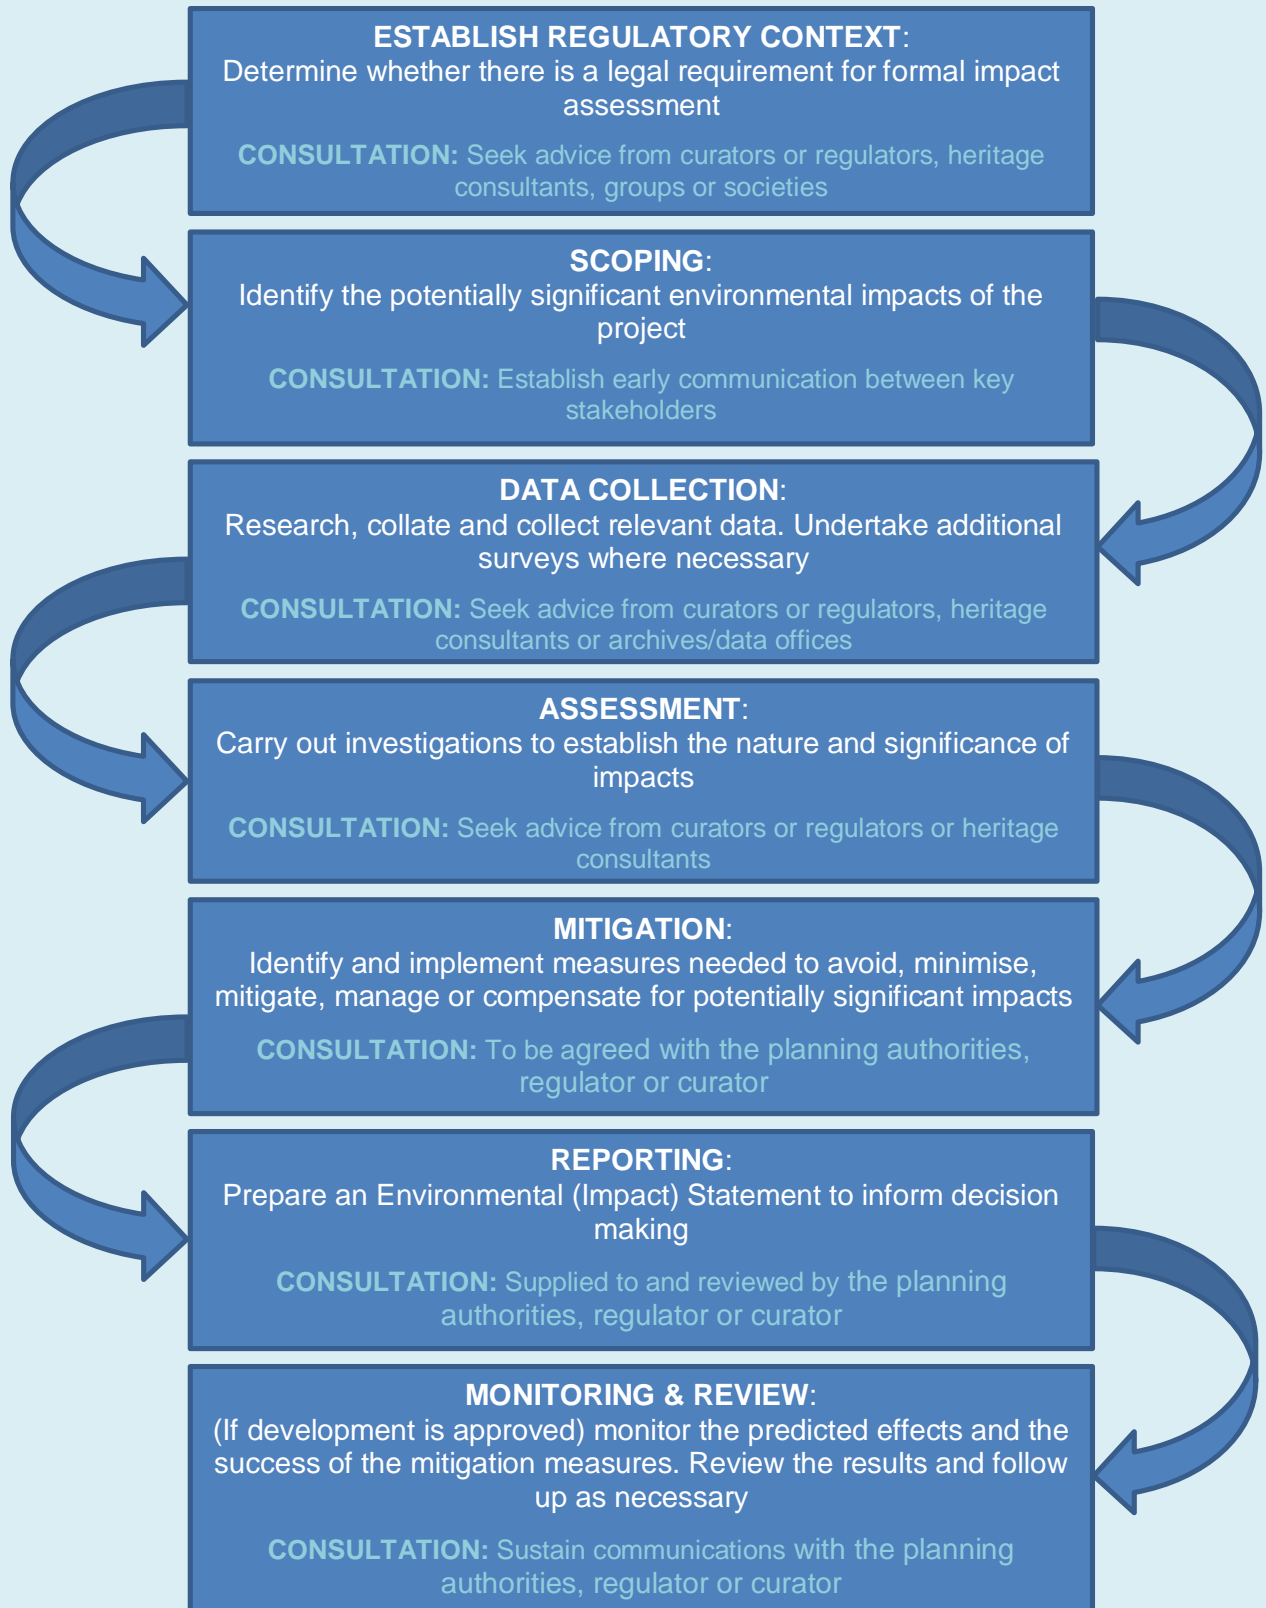 ESTABLISH REGULATORY CONTEXT:
Determine whether there is a legal requirement for formal impact
assessment
CONSULTATION: Seek advice from curators or regulators, heritage
consultants, groups or societies
SCOPING:
Identify the potentially significant environmental impacts of the
project
CONSULTATION: Establish early communication between key
stakeholders
DATA COLLECTION:
Research, collate and collect relevant data. Undertake additional
surveys where necessary
CONSULTATION: Seek advice from curators or regulators, heritage
consultants or archives/data offices
ASSESSMENT:
Carry out investigations to establish the nature and significance of
impacts
CONSULTATION: Seek advice from curators or regulators or heritage
consultants
MITIGATION:
Identify and implement measures needed to avoid, minimise,
mitigate, manage or compensate for potentially significant impacts
CONSULTATION: To be agreed with the planning authorities,
regulator or curator
REPORTING:
Prepare an Environmental (Impact) Statement to inform decision
making
CONSULTATION: Supplied to and reviewed by the planning
authorities, regulator or curator
MONITORING & REVIEW:
(If development is approved) monitor the predicted effects and the
success of the mitigation measures. Review the results and follow
up as necessary
CONSULTATION: Sustain communications with the planning
authorities, regulator or curator